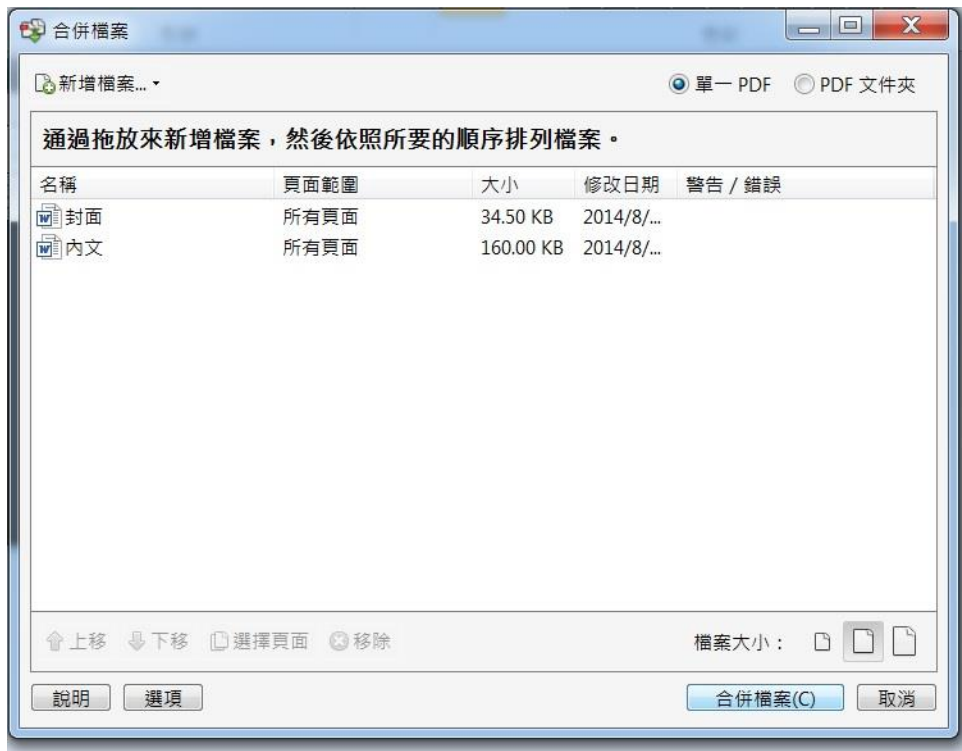 合併檔案
新增檔案... 單一 PDF PDF 文件夾
通過拖放來新增檔案，然後依照所要的順序排列檔案。
名稱 頁面範圍 大小 修改日期 警告 / 錯誤
封面 所有頁面 34.50 KB 2014/8/...
內文 所有頁面 160.00 KB 2014/8/...
上移 下移 選擇頁面 移除 檔案大小：
說明 選項 合併檔案(C) 取消